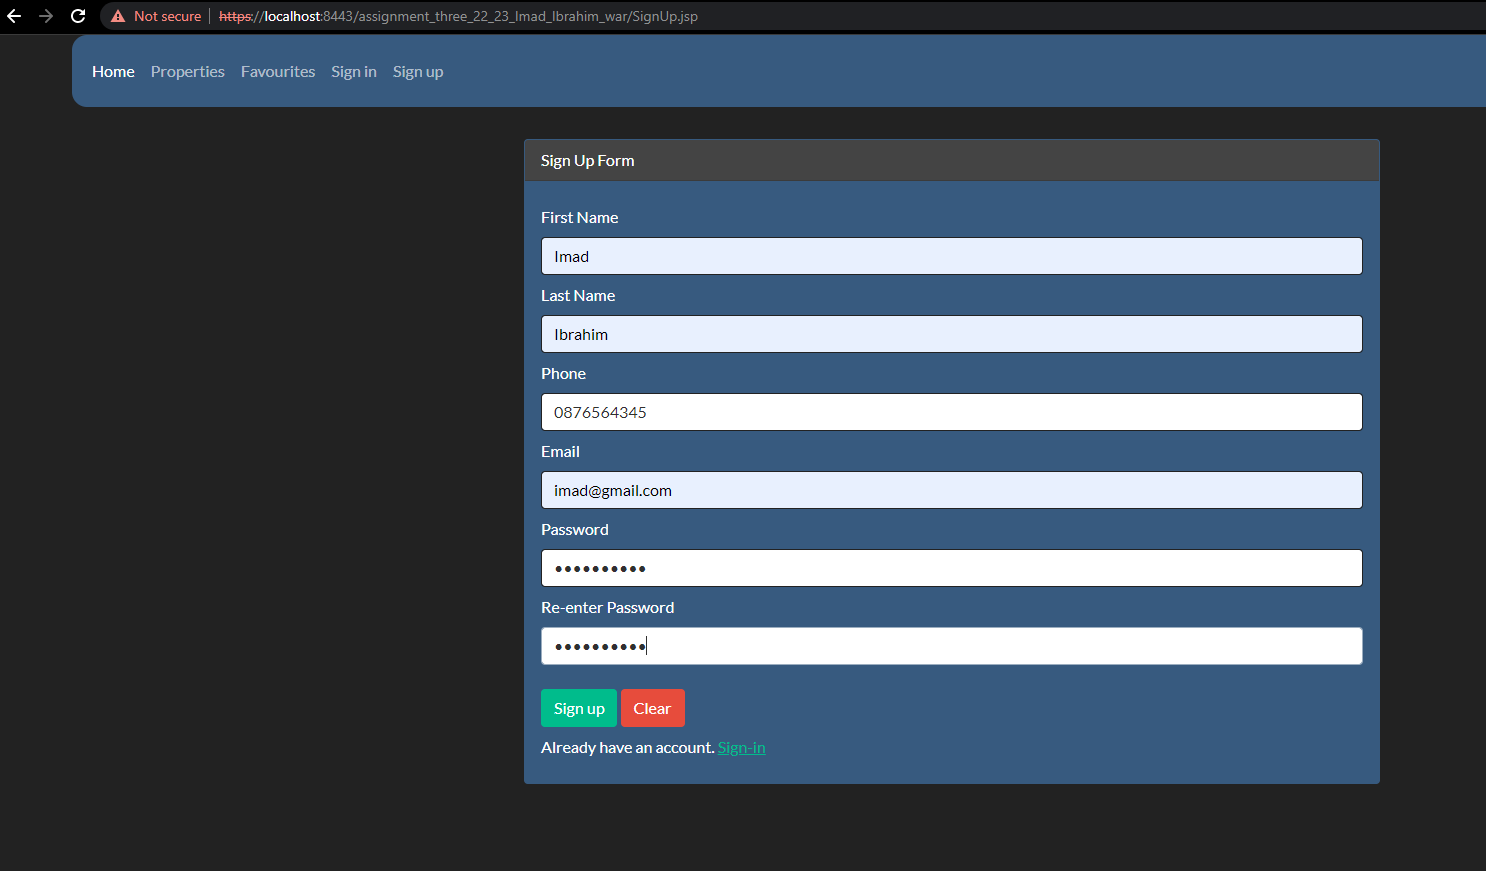 Not secure | https://localhost:8443/assignment_three_22_23_Imad_Ibrahim_war/SignUp.jsp
Home Properties Favourites Sign in Sign up
Sign Up Form
First Name
Imad
Last Name
Ibrahim
Phone
0876564345
Email
imad@gmail.com
Password
••••••••••
Re-enter Password
••••••••••
Sign up Clear
Already have an account. Sign-in